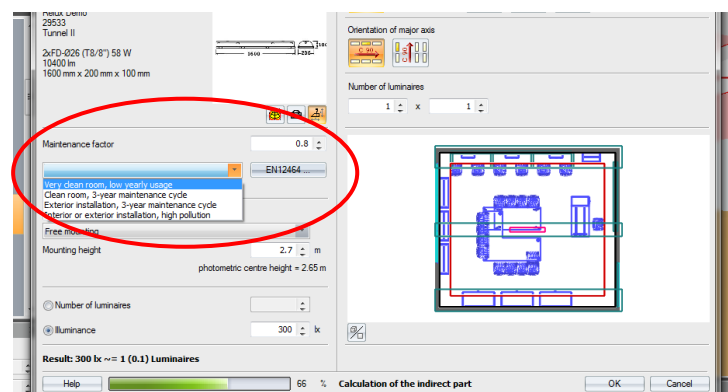 Relux Demo
29533
Tunnel II
2xFD-Ø26 (T8/8") 58 W
10400 lm
1600 mm x 200 mm x 100 mm
1600
Maintenance factor
0.8
EN12464 ...
Very clean room, low yearly usage
Clean room, 3-year maintenance cycle
Exterior installation, 3-year maintenance cycle
Interior or exterior installation, high pollution
Free mounting
Mounting height
2.7 m
photometric centre height = 2.65 m
Number of luminaires
Illuminance
300 lx
Result: 300 lx ~= 1 (0.1) Luminaires
Help
66 %
Orientation of major axis
C 90
C 90
Number of luminaires
1 x 1
Calculation of the indirect part
OK
Cancel